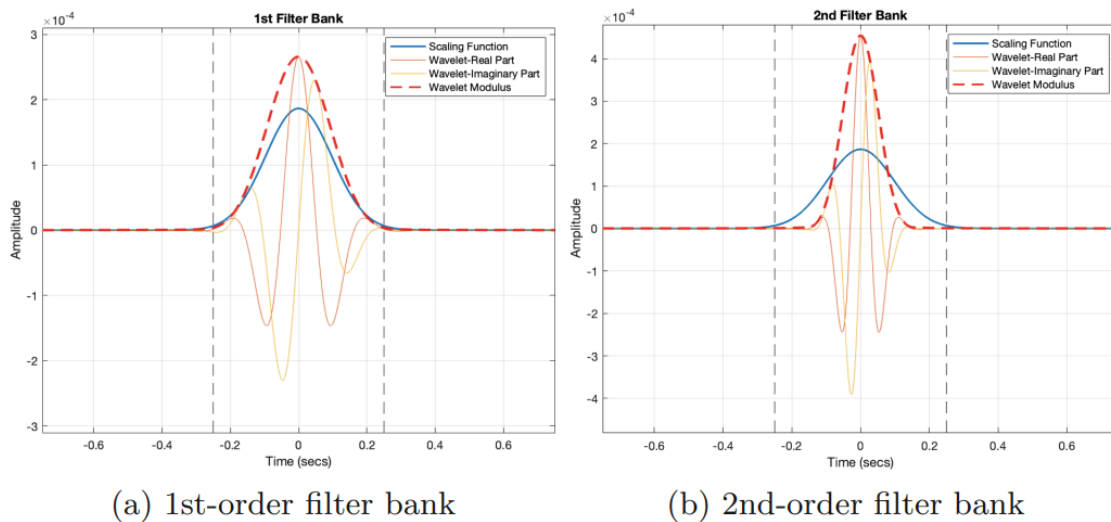 1st Filter Bank
×10⁻⁴
3
2
1
0
-1
-2
-3
Amplitude
Scaling Function
Wavelet-Real Part
Wavelet-Imaginary Part
Wavelet Modulus
-0.6 -0.4 -0.2 0 0.2 0.4 0.6
Time (secs)
(a) 1st-order filter bank
2nd Filter Bank
×10⁻⁴
4
3
2
1
0
-1
-2
-3
-4
Amplitude
Scaling Function
Wavelet-Real Part
Wavelet-Imaginary Part
Wavelet Modulus
-0.6 -0.4 -0.2 0 0.2 0.4 0.6
Time (secs)
(b) 2nd-order filter bank